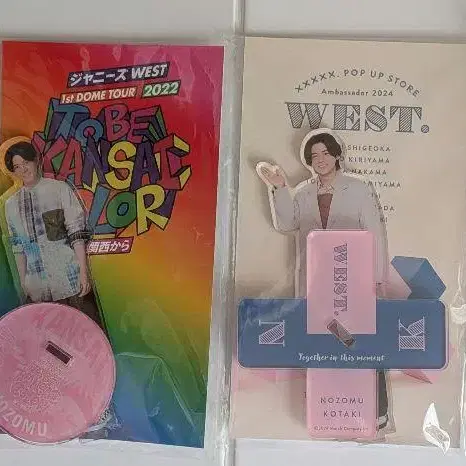 ジャニーズ WEST
1st DOME TOUR 2022
TO BE
KANSAI
COLOR
関西から
NOZOMU
XXXXX. POP UP STORE
Ambassador 2024
WEST.
SHIGEOKA
KIRIYAMA
NAKAMA
WEST.
N K
Together in this moment
NOZOMU
KOTAKI